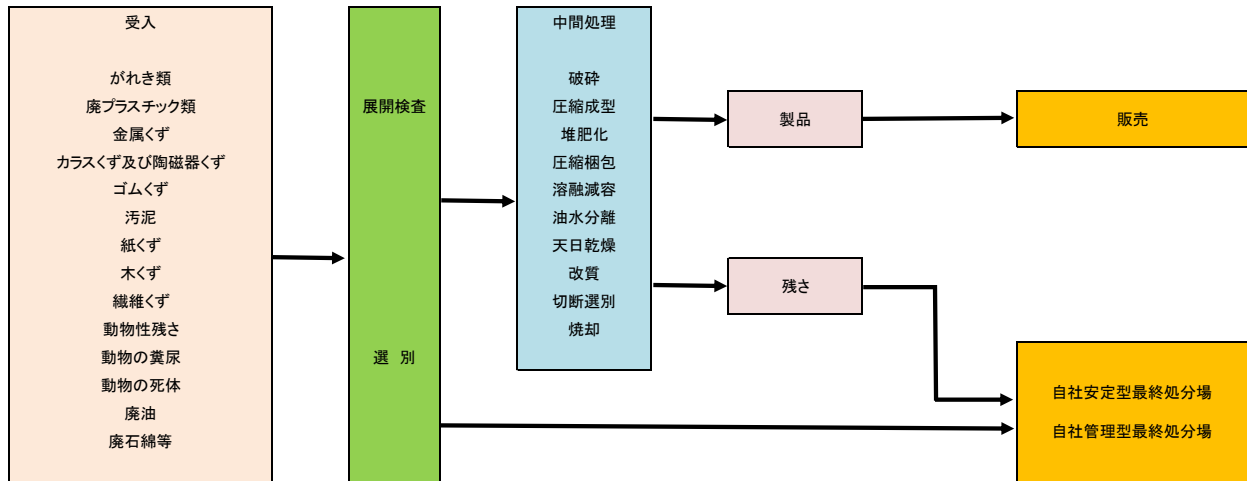 受入
がれき類
廃プラスチック類
金属くず
カラスくず及び陶磁器くず
ゴムくず
汚泥
紙くず
木くず
繊維くず
動物性残さ
動物の糞尿
動物の死体
廃油
廃石綿等
展開検査
選 別
中間処理
破砕
圧縮成型
堆肥化
圧縮梱包
溶融減容
油水分離
天日乾燥
改質
切断選別
焼却
製品
残さ
販売
自社安定型最終処分場
自社管理型最終処分場